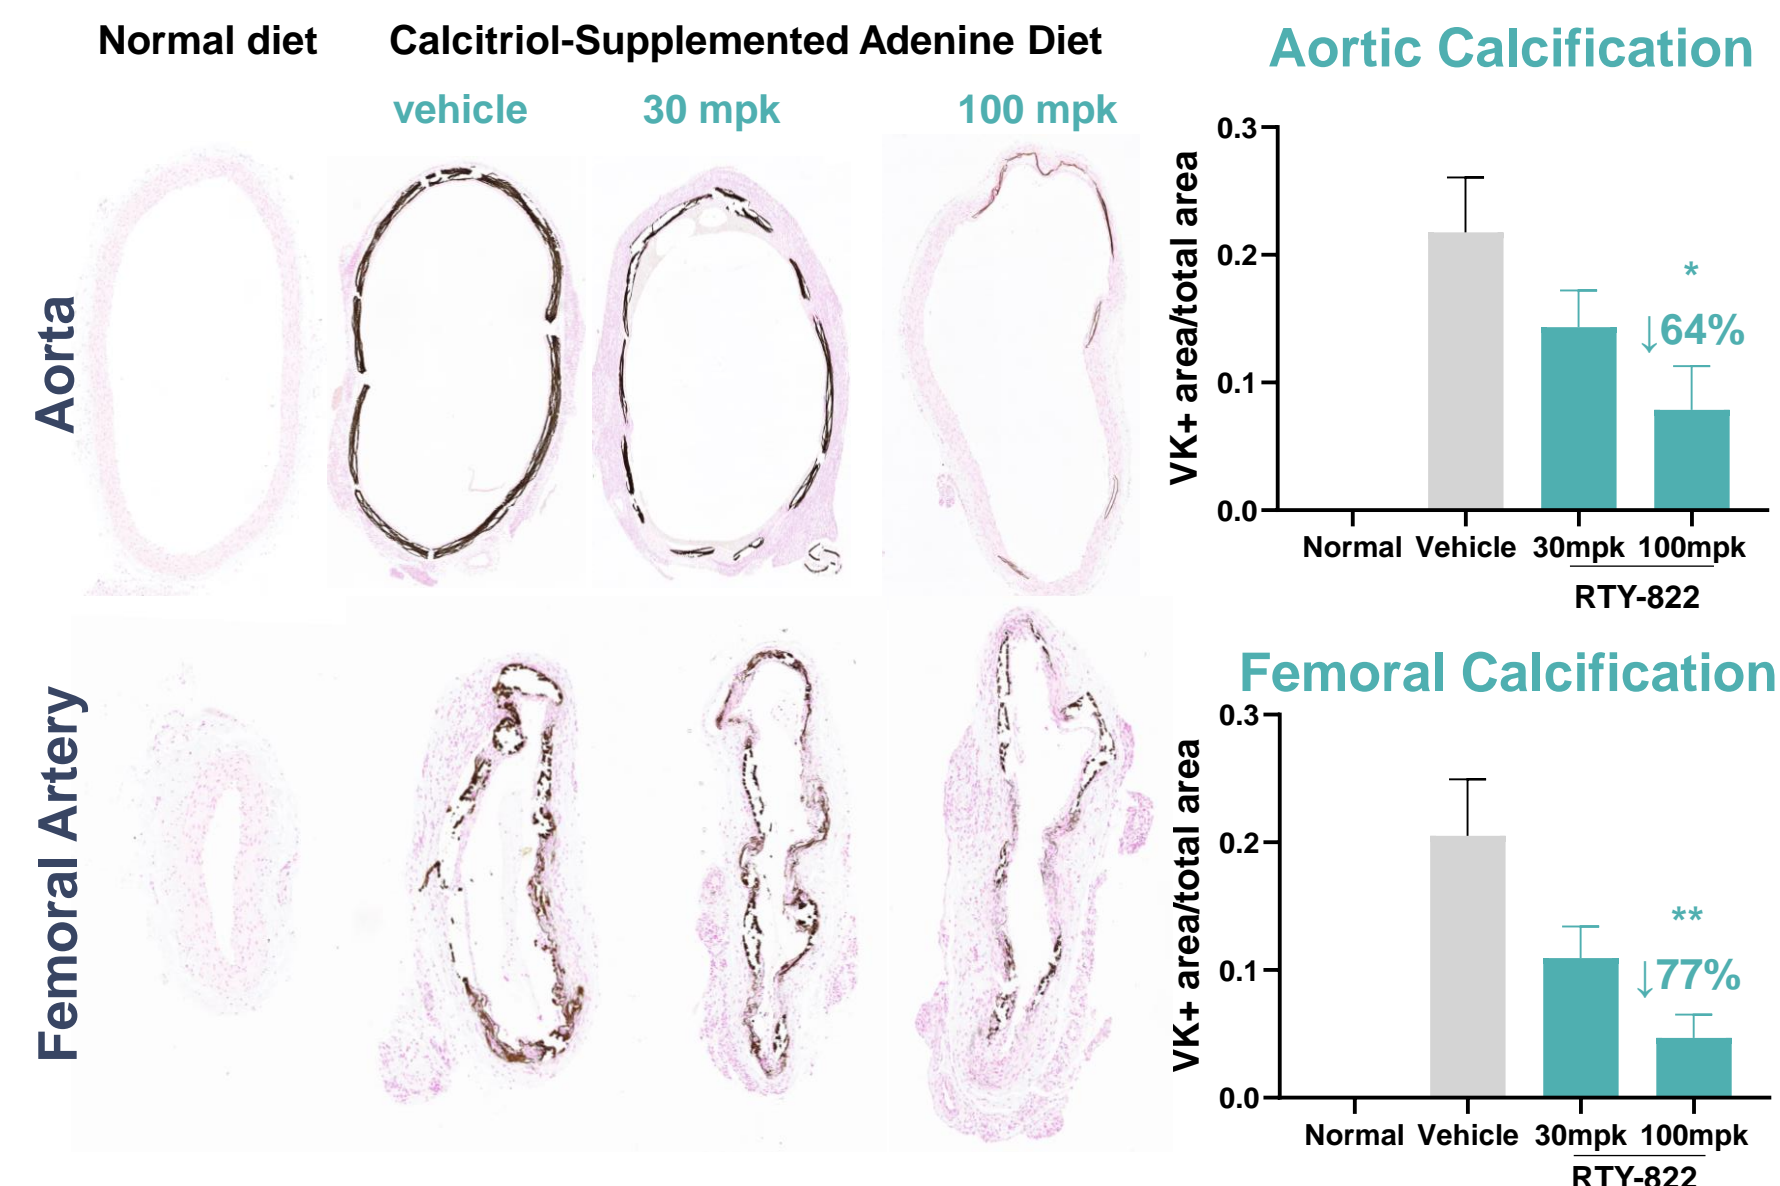 Normal diet
Calcitriol-Supplemented Adenine Diet
vehicle
30 mpk
100 mpk
Aorta
Femoral Artery
Aortic Calcification
VK+ area/total area
0.3
0.2
0.1
0.0
*
↓64%
Normal Vehicle 30mpk 100mpk
RTY-822
Femoral Calcification
VK+ area/total area
0.3
0.2
0.1
0.0
**
↓77%
Normal Vehicle 30mpk 100mpk
RTY-822